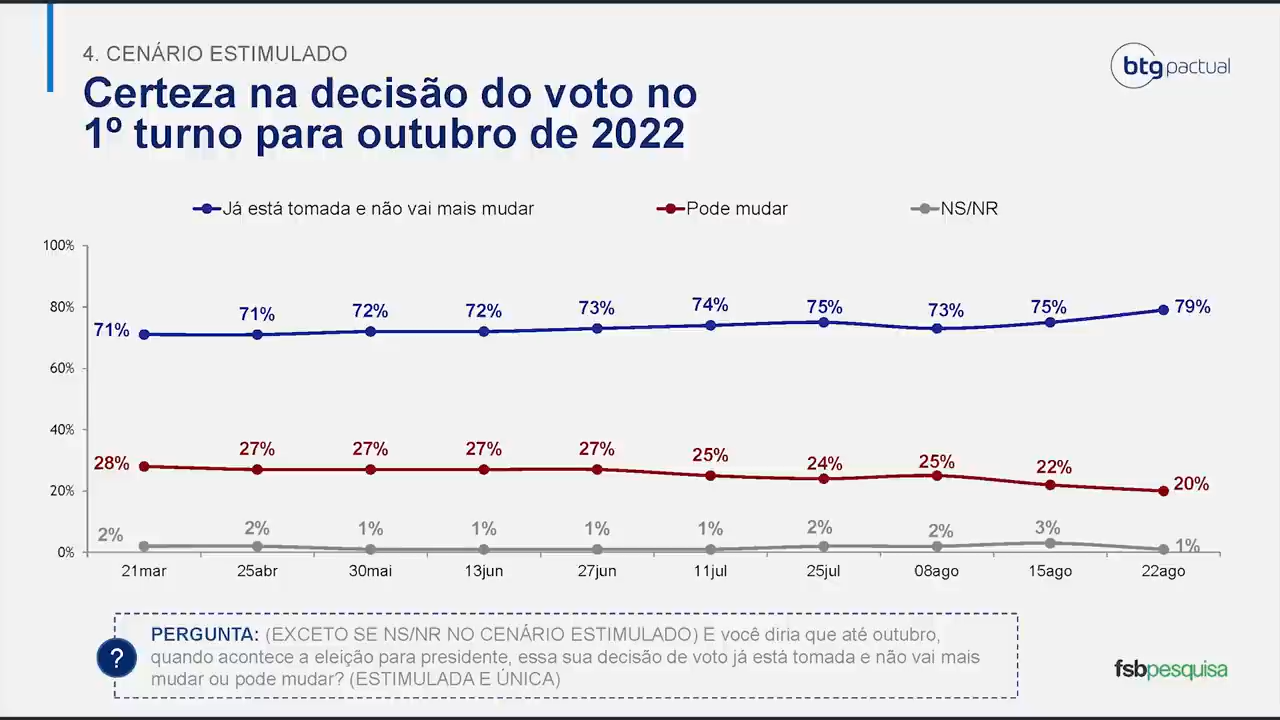 4. CENÁRIO ESTIMULADO
btgpactual
Certeza na decisão do voto no
1º turno para outubro de 2022
Já está tomada e não vai mais mudar
Pode mudar
NS/NR
100%
80%
60%
40%
20%
0%
71% 71% 72% 72% 73% 74% 75% 73% 75% 79%
28% 27% 27% 27% 27% 25% 24% 25% 22% 20%
2% 2% 1% 1% 1% 1% 2% 2% 3% 1%
21mar 25abr 30mai 13jun 27jun 11jul 25jul 08ago 15ago 22ago
?
PERGUNTA: (EXCETO SE NS/NR NO CENÁRIO ESTIMULADO) E você diria que até outubro,
quando acontece a eleição para presidente, essa sua decisão de voto já está tomada e não vai mais
mudar ou pode mudar? (ESTIMULADA E ÚNICA)
fsbpesquisa